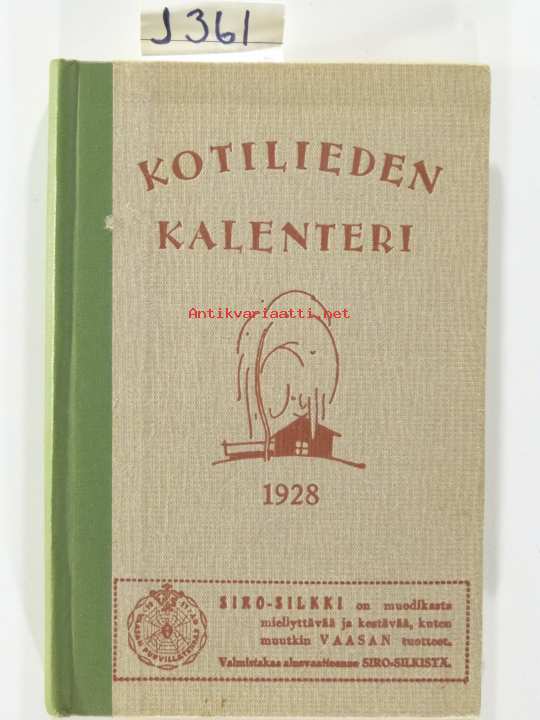 J 361
KOTILIEDEN
KALENTERI
Antikvariaatti.net
1928
SIRO-SILKKI on muodikasta
miellyttävää ja kestävää, kuten
muutkin VAASAN tuotteet.
Valmistakaa alusvaatteenne SIRO-SILKISTÄ.